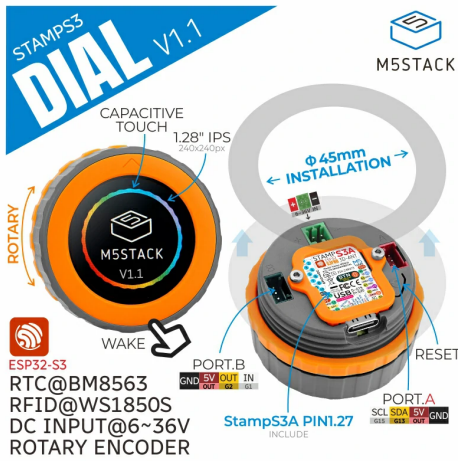 STAMPS3
DIAL V1.1
M5STACK
CAPACITIVE
TOUCH
1.28" IPS
240x240px
Φ45mm
INSTALLATION
ROTARY
M5STACK
V1.1
STAMPS3A
WAKE
RESET
ESP32-S3
RTC@BM8563
RFID@WS1850S
DC INPUT@6~36V
ROTARY ENCODER
PORT.B
GND 5V OUT IN
OUT G2 G1
StampS3A PIN1.27
INCLUDE
PORT.A
SCL SDA 5V GND
G15 G13 OUT